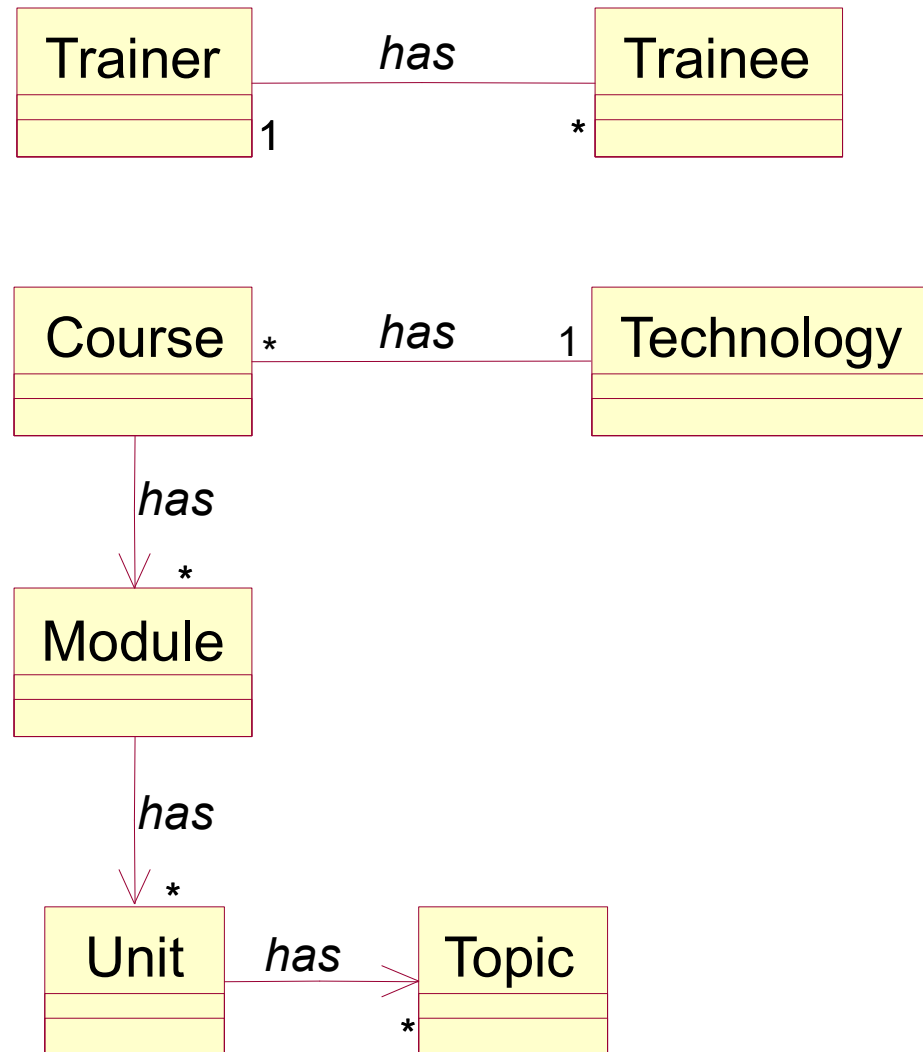 Trainer has Trainee
1 *
Course * has 1 Technology
has
*
Module
has
*
Unit has Topic
*